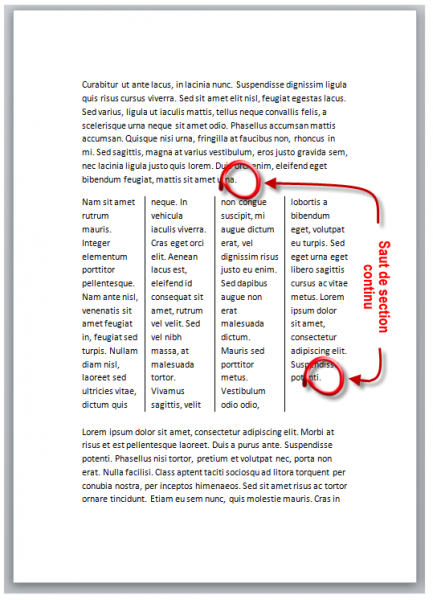 Curabitur ut ante lacus, in lacinia nunc. Suspendisse dignissim ligula
quis risus cursus viverra. Sed sit amet elit nisl, feugiat egestas lacus.
Sed varius, ligula ut iaculis mattis, tellus neque convallis felis, a
scelerisque urna neque sit amet odio. Phasellus accumsan mattis
accumsan. Quisque nisi urna, fringilla at faucibus non, rhoncus in
mi. Sed sagittis, magna at varius vestibulum, eros justo gravida sem,
nec lacinia ligula justo quis lorem. Duis orci enim, eleifend eget
bibendum feugiat, mattis sit amet urna.
Nam sit amet
rutrum
mauris.
Integer
elementum
porttitor
pellentesque.
Nam ante nisl,
venenatis sit
amet feugiat
in, feugiat sed
turpis. Nullam
diam nisl,
laoreet sed
ultricies vitae,
dictum quis
neque. In
vehicula
iaculis viverra.
Cras eget orci
elit. Aenean
lacus est,
eleifend id
consequat sit
amet, rutrum
vel velit. Sed
vel nibh
massa, at
malesuada
tortor.
Vivamus
sagittis, velit
non congue
suscipit, mi
augue dictum
erat, vel
dignissim risus
justo eu enim.
Sed dapibus
augue non
erat
malesuada
dictum.
Mauris sed
porttitor
metus.
Vestibulum
odio odio,
lobortis a
bibendum
eget, volutpat
eu turpis. Sed
eget urna eget
libero sagittis
cursus ac vitae
metus. Lorem
ipsum dolor
sit amet,
consectetur
adipiscing elit.
Suspendisse
potenti.
Saut de section
continu
Lorem ipsum dolor sit amet, consectetur adipiscing elit. Morbi at
risus et est pellentesque laoreet. Duis a purus ante. Suspendisse
potenti. Phasellus nisi tortor, pretium et volutpat nec, porta non
erat. Nulla facilisi. Class aptent taciti sociosqu ad litora torquent per
conubia nostra, per inceptos himenaeos. Sed sit amet risus ac tortor
ornare tincidunt. Etiam eu sem nunc, quis molestie mauris. Cras in